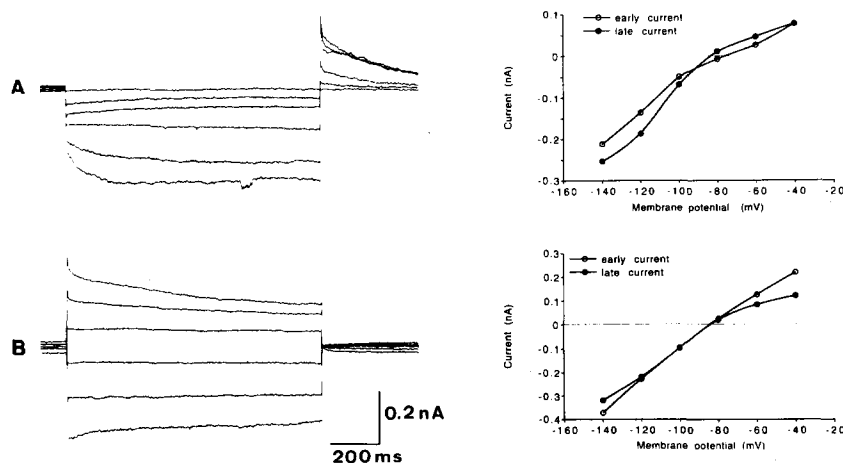 A
0.1
0
-0.1
-0.2
-0.3
Current (nA)
early current
late current
-160 -140 -120 -100 -80 -60 -40 -20
Membrane potential (mV)
B
0.2 nA
200 ms
0.3
0.2
0.1
0
-0.1
-0.2
-0.3
-0.4
Current (nA)
early current
late current
-160 -140 -120 -100 -80 -60 -40 -20
Membrane potential (mV)